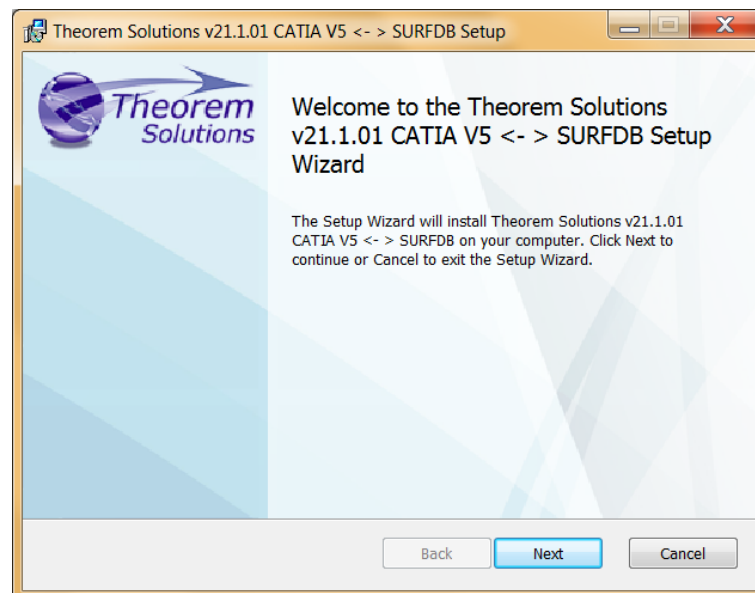 Theorem Solutions v21.1.01 CATIA V5 <- > SURFDB Setup
Theorem
Solutions
Welcome to the Theorem Solutions
v21.1.01 CATIA V5 <- > SURFDB Setup
Wizard
The Setup Wizard will install Theorem Solutions v21.1.01
CATIA V5 <- > SURFDB on your computer. Click Next to
continue or Cancel to exit the Setup Wizard.
Back Next Cancel